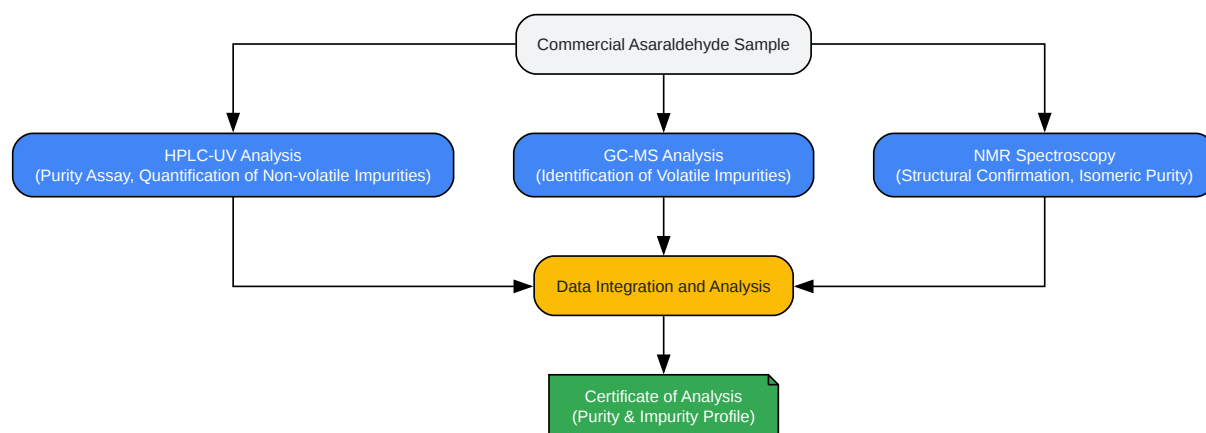 Commercial Asaraldehyde Sample
HPLC-UV Analysis
(Purity Assay, Quantification of Non-volatile Impurities)
GC-MS Analysis
(Identification of Volatile Impurities)
NMR Spectroscopy
(Structural Confirmation, Isomeric Purity)
Data Integration and Analysis
Certificate of Analysis
(Purity & Impurity Profile)